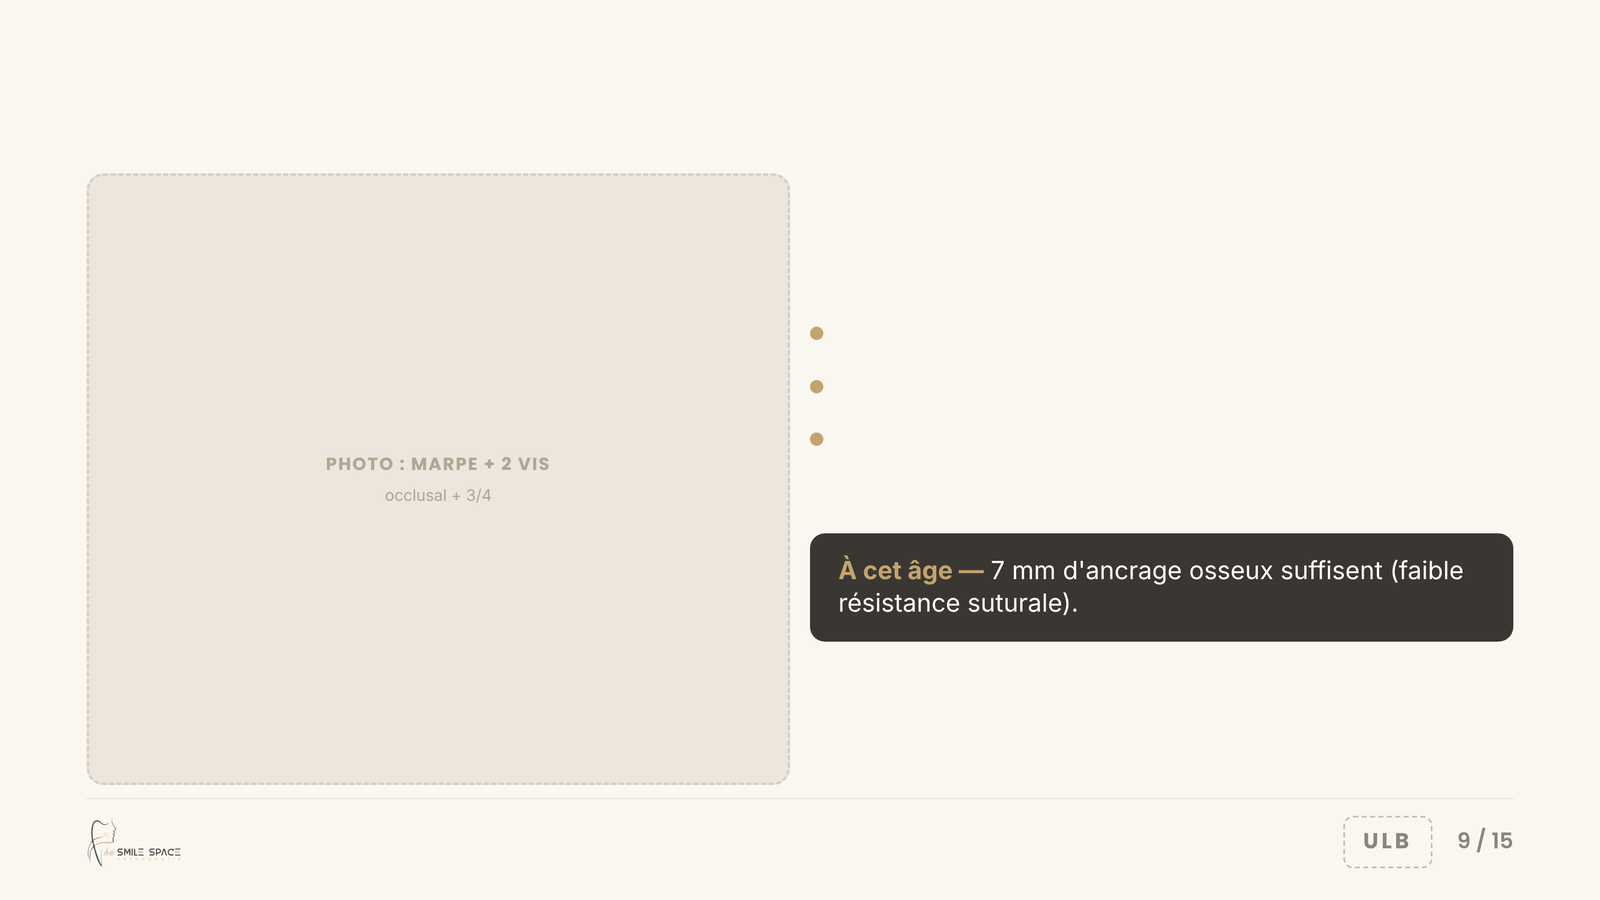 PHOTO : MARPE + 2 VIS
occlusal + 3/4
À cet âge — 7 mm d'ancrage osseux suffisent (faible
résistance suturale).
The SMILE SPACE
ULB
9 / 15